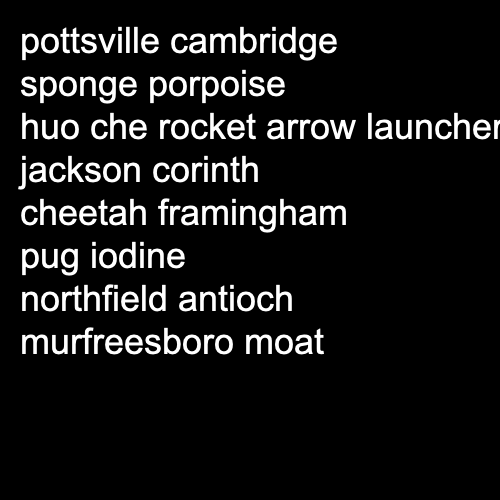 pottsville cambridge
sponge porpoise
huo che rocket arrow launcher
jackson corinth
cheetah framingham
pug iodine
northfield antioch
murfreesboro moat